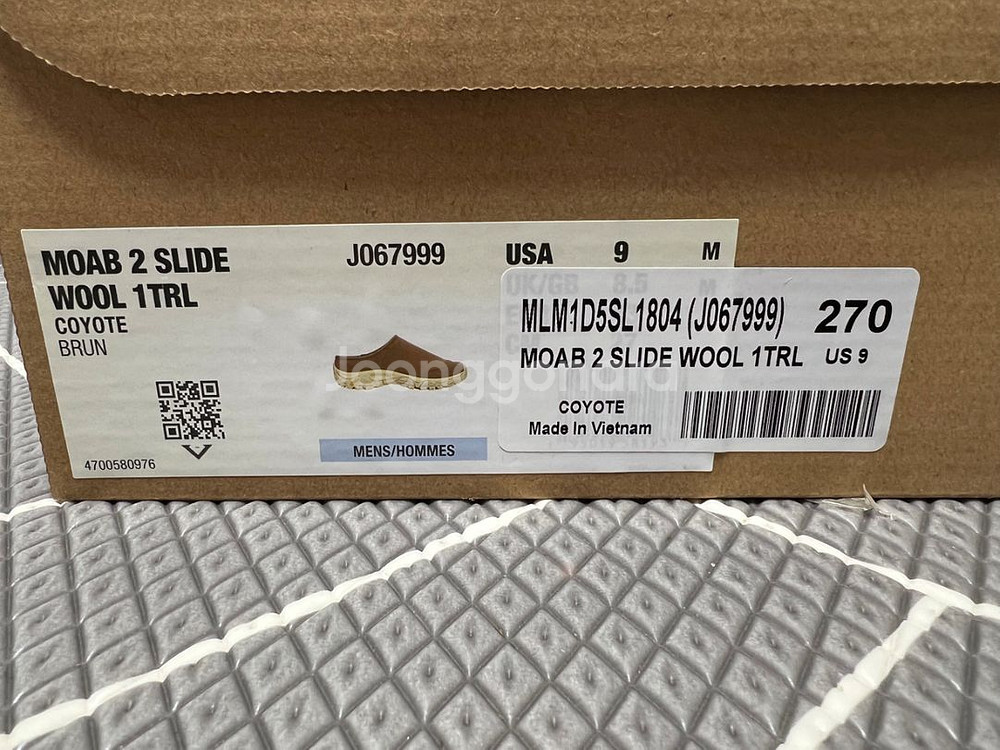 MOAB 2 SLIDE
WOOL 1TRL
COYOTE
BRUN
4700580976
J067999
MENS/HOMMES
USA 9 M
UK/GB 8.5 M
MLM1D5SL1804 (J067999) 270
MOAB 2 SLIDE WOOL 1TRL US 9
COYOTE
Made In Vietnam
Joonggonara